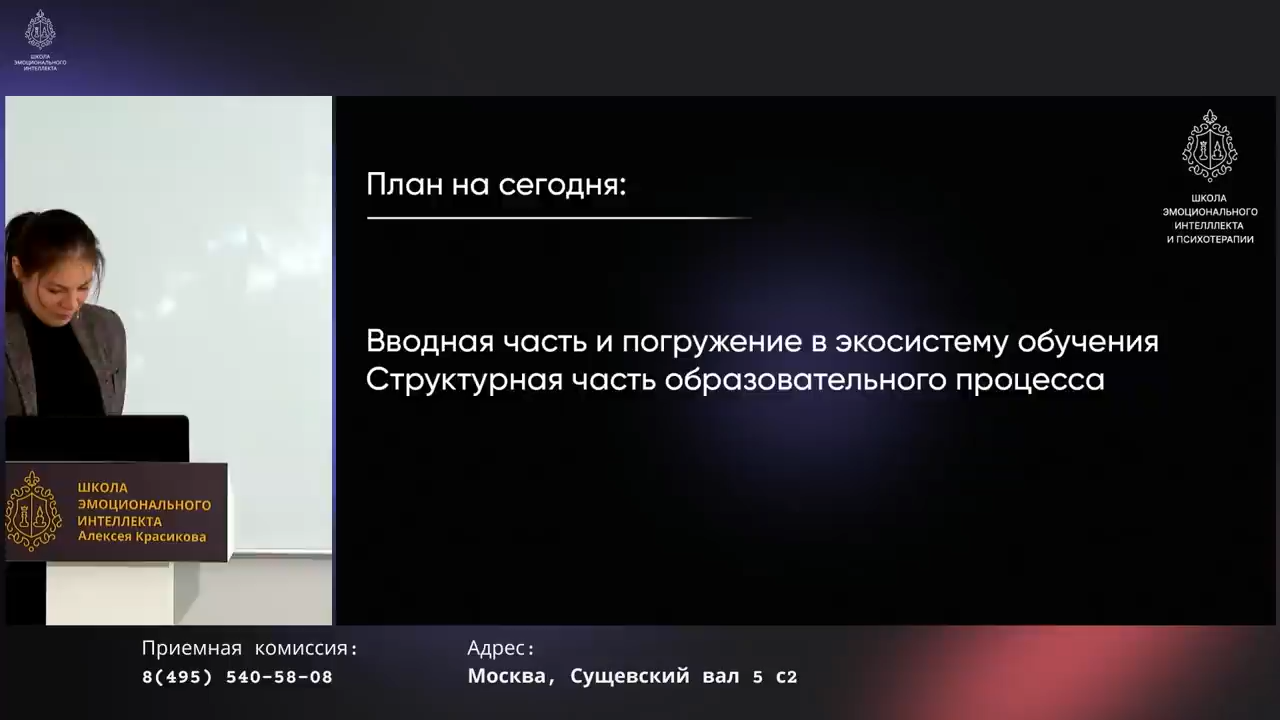 ШКОЛА
ЭМОЦИОНАЛЬНОГО
ИНТЕЛЛЕКТА
План на сегодня:
ШКОЛА
ЭМОЦИОНАЛЬНОГО
ИНТЕЛЛЛЕКТА
И ПСИХОТЕРАПИИ
Вводная часть и погружение в экосистему обучения
Структурная часть образовательного процесса
ШКОЛА
ЭМОЦИОНАЛЬНОГО
ИНТЕЛЛЕКТА
Алексея Красикова
Приемная комиссия:
8(495) 540-58-08
Адрес:
Москва, Сущевский вал 5 с2